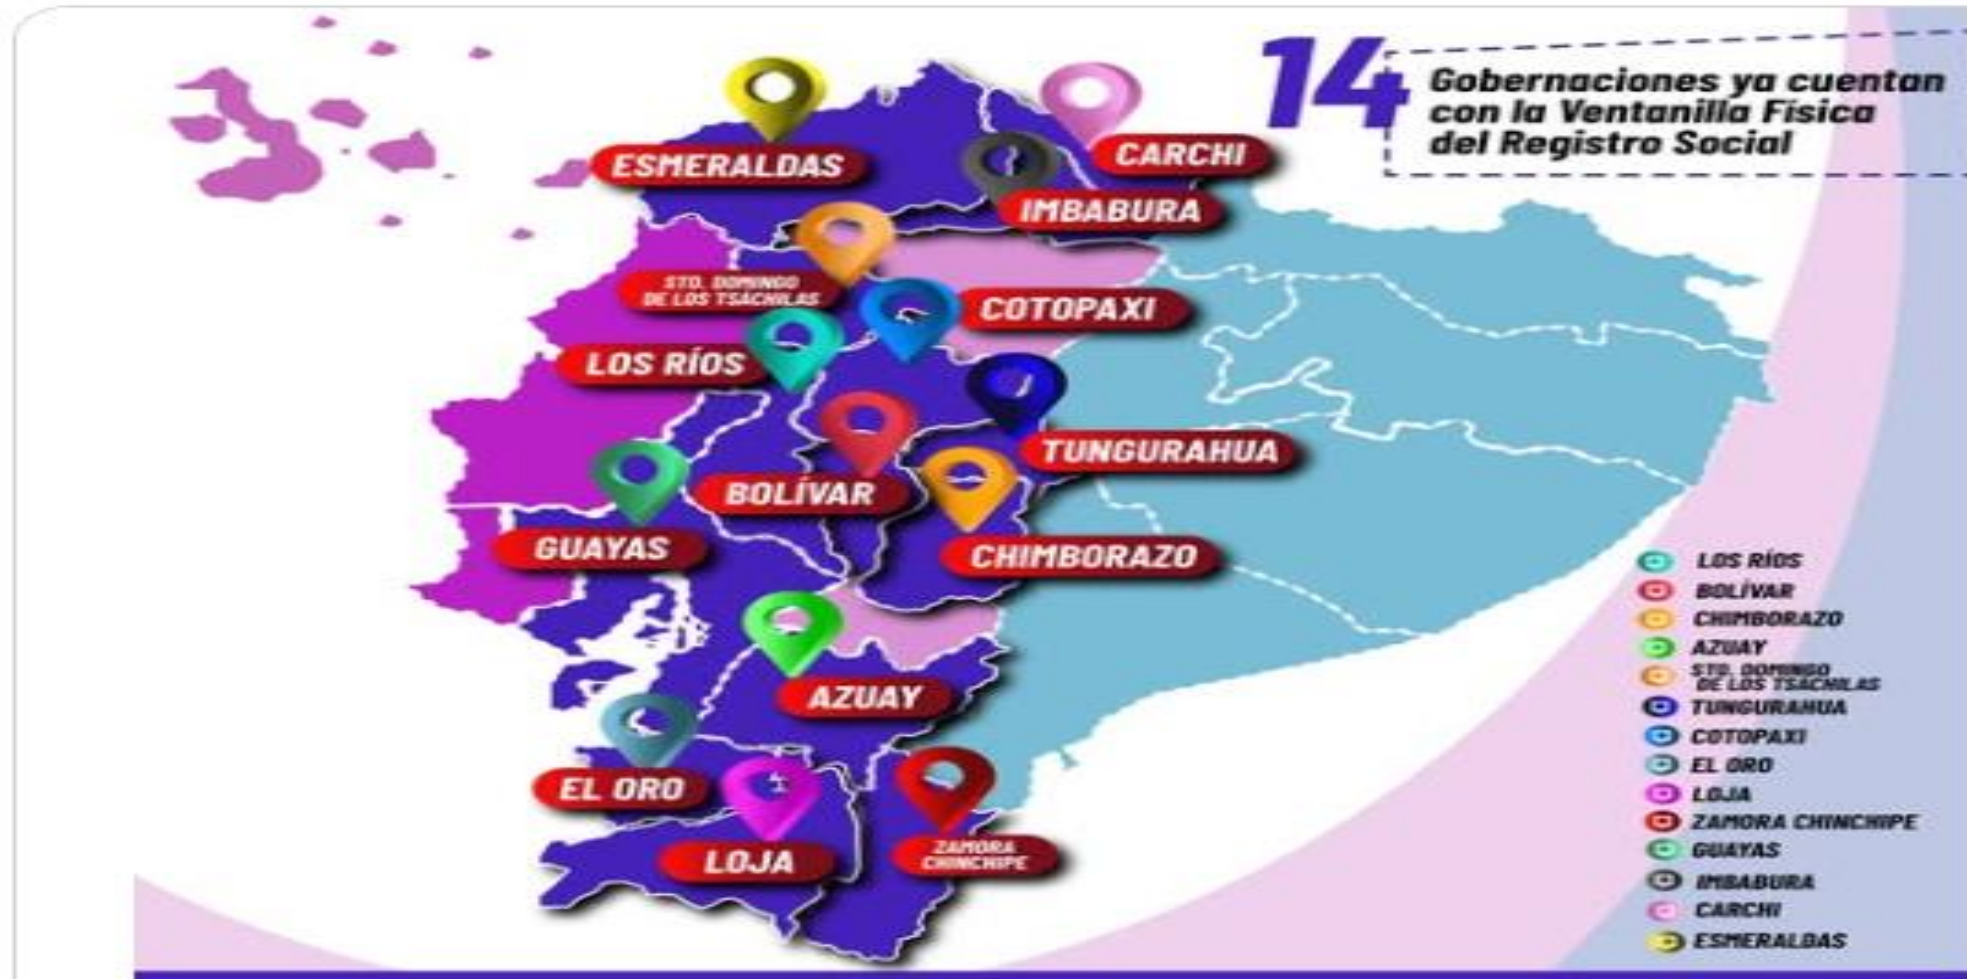 14
Gobernaciones ya cuentan
con la Ventanilla Física
del Registro Social
ESMERALDAS
CARCHI
IMBABURA
STO. DOMINGO
DE LOS TSÁCHILAS
COTOPAXI
LOS RÍOS
TUNGURAHUA
BOLÍVAR
GUAYAS
CHIMBORAZO
AZUAY
EL ORO
LOJA
ZAMORA
CHINCHIPE
LOS RÍOS
BOLÍVAR
CHIMBORAZO
AZUAY
STO. DOMINGO
DE LOS TSÁCHILAS
TUNGURAHUA
COTOPAXI
EL ORO
LOJA
ZAMORA CHINCHIPE
GUAYAS
IMBABURA
CARCHI
ESMERALDAS